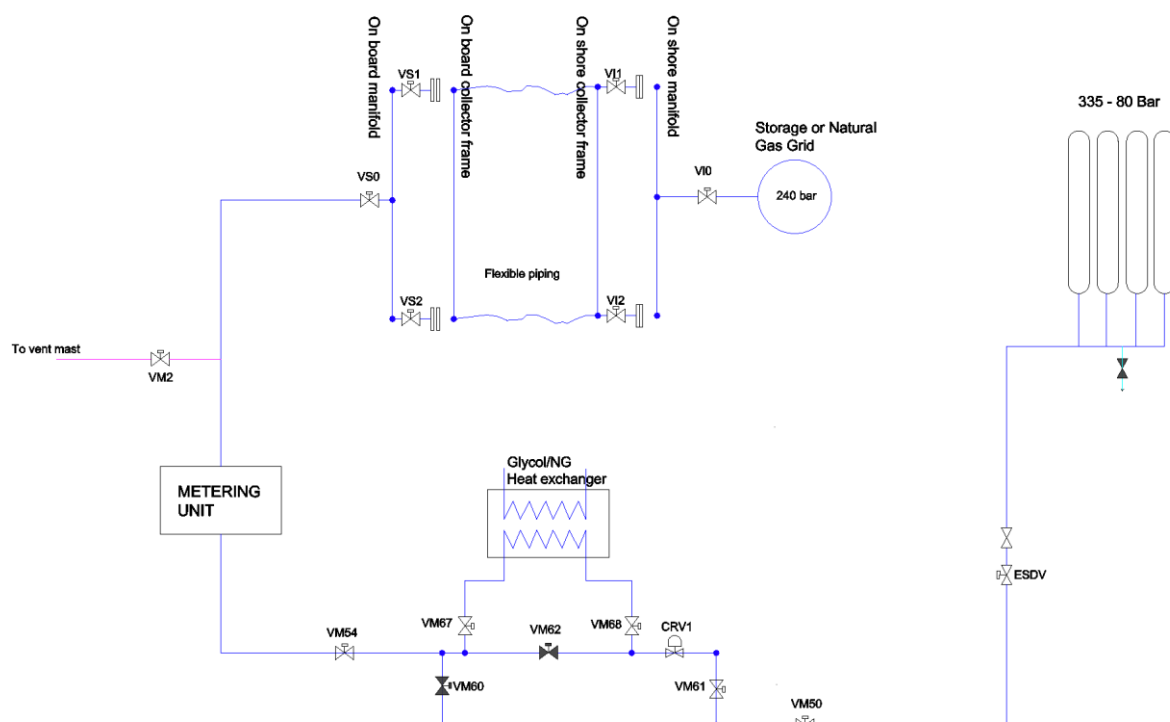 On board manifold
On board collector frame
On shore collector frame
On shore manifold
VS1
VI1
335 - 80 Bar
Storage or Natural
Gas Grid
VS0
VI0
240 bar
Flexible piping
VS2
VI2
To vent mast
VM2
Glycol/NG
Heat exchanger
METERING
UNIT
ESDV
VM54
VM67
VM62
VM68
CRV1
VM60
VM61
VM50